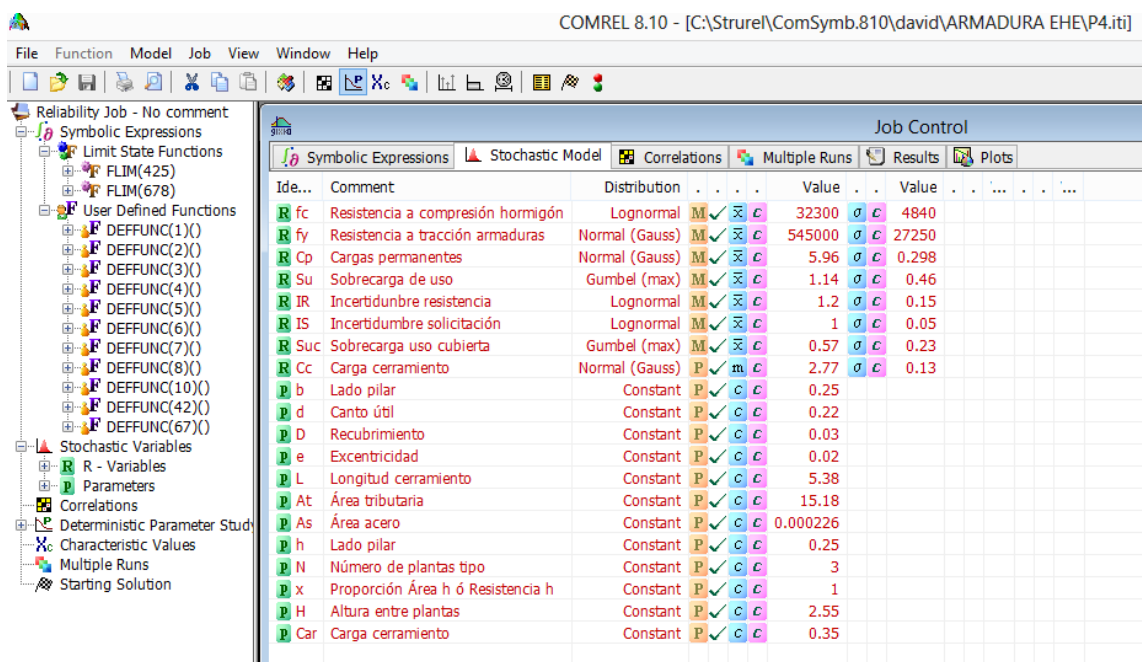 COMREL 8.10 - [C:\Strurel\ComSymb.810\david\ARMADURA EHE\P4.iti]
File Function Model Job View Window Help
Reliability Job - No comment
Symbolic Expressions
Limit State Functions
FLIM(425)
FLIM(678)
User Defined Functions
DEFFUNC(1)()
DEFFUNC(2)()
DEFFUNC(3)()
DEFFUNC(4)()
DEFFUNC(5)()
DEFFUNC(6)()
DEFFUNC(7)()
DEFFUNC(8)()
DEFFUNC(10)()
DEFFUNC(42)()
DEFFUNC(67)()
Stochastic Variables
R R - Variables
P Parameters
Correlations
Deterministic Parameter Study
Xc Characteristic Values
Multiple Runs
Starting Solution
Job Control
Symbolic Expressions Stochastic Model Correlations Multiple Runs Results Plots
Ide... Comment Distribution . . . . Value . . Value . . . '... . . '...
R fc Resistencia a compresión hormigón Lognormal M ✓ x̄ c 32300 σ c 4840
R fy Resistencia a tracción armaduras Normal (Gauss) M ✓ x̄ c 545000 σ c 27250
R Cp Cargas permanentes Normal (Gauss) M ✓ x̄ c 5.96 σ c 0.298
R Su Sobrecarga de uso Gumbel (max) M ✓ x̄ c 1.14 σ c 0.46
R IR Incertidunbre resistencia Lognormal M ✓ x̄ c 1.2 σ c 0.15
R IS Incertidumbre solicitación Lognormal M ✓ x̄ c 1 σ c 0.05
R Suc Sobrecarga uso cubierta Gumbel (max) M ✓ x̄ c 0.57 σ c 0.23
R Cc Carga cerramiento Normal (Gauss) P ✓ m c 2.77 σ c 0.13
P b Lado pilar Constant P ✓ c c 0.25
P d Canto útil Constant P ✓ c c 0.22
P D Recubrimiento Constant P ✓ c c 0.03
P e Excentricidad Constant P ✓ c c 0.02
P L Longitud cerramiento Constant P ✓ c c 5.38
P At Área tributaria Constant P ✓ c c 15.18
P As Área acero Constant P ✓ c c 0.000226
P h Lado pilar Constant P ✓ c c 0.25
P N Número de plantas tipo Constant P ✓ c c 3
P x Proporción Área h ó Resistencia h Constant P ✓ c c 1
P H Altura entre plantas Constant P ✓ c c 2.55
P Car Carga cerramiento Constant P ✓ c c 0.35